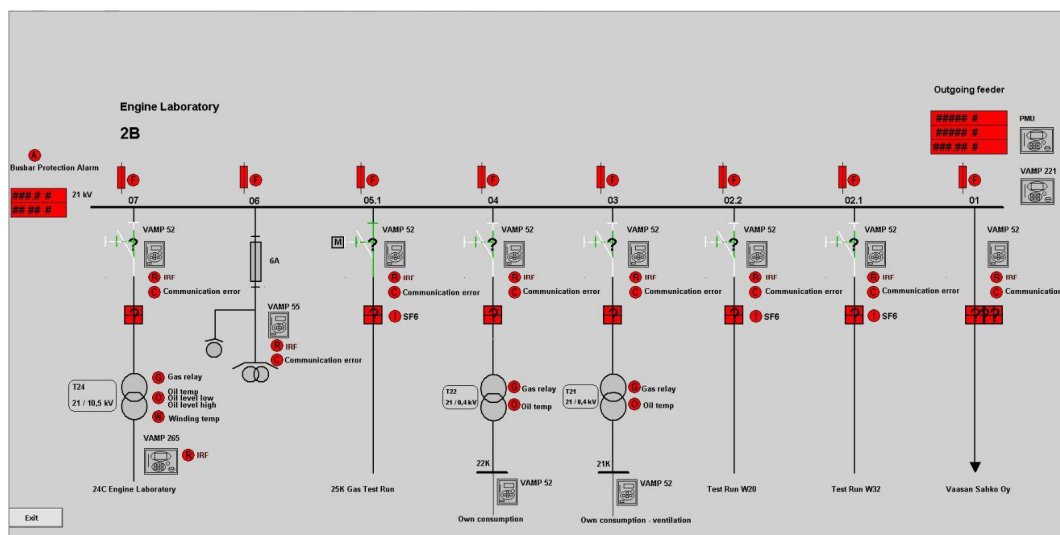 Engine Laboratory
2B
Outgoing feeder
##### #
##### #
###.## #
PMU
A
Busbar Protection Alarm
VAMP 221
###.# #
##.## #
21 kV
F
F
F
F
F
F
F
F
07
06
05.1
04
03
02.2
02.1
01
VAMP 52
VAMP 52
VAMP 52
VAMP 52
VAMP 52
VAMP 52
VAMP 52
?
M
?
?
?
?
?
6A
R IRF
R IRF
R IRF
R IRF
R IRF
R IRF
R IRF
C Communication error
C Communication error
C Communication error
C Communication error
C Communication error
C Communication error
C Communication
VAMP 55
?
?
I SF6
?
?
?
I SF6
?
I SF6
???
R IRF
C Communication error
T24
21 / 10,5 kV
G Gas relay
O Oil temp
Oil level low
Oil level high
W Winding temp
T22
21 / 0,4 kV
G Gas relay
O Oil temp
T21
21 / 0,4 kV
G Gas relay
O Oil temp
VAMP 265
R IRF
22K
21K
VAMP 52
VAMP 52
24C Engine Laboratory
25K Gas Test Run
Test Run W20
Test Run W32
Vaasan Sahko Oy
Own consumption
Own consumption - ventilation
Exit